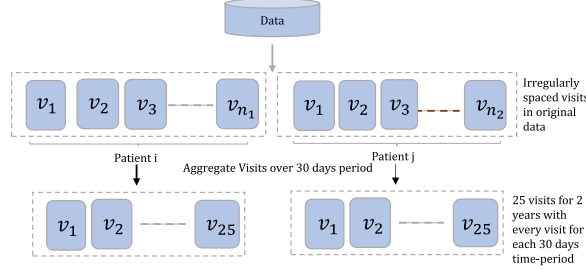 Data
v1 v2 v3 vn1
v1 v2 v3 vn2
Irregularly
spaced visits
in original
data
Patient i
Patient j
Aggregate Visits over 30 days period
v1 v2 v25
v1 v2 v25
25 visits for 2
years with
every visit for
each 30 days
time-period